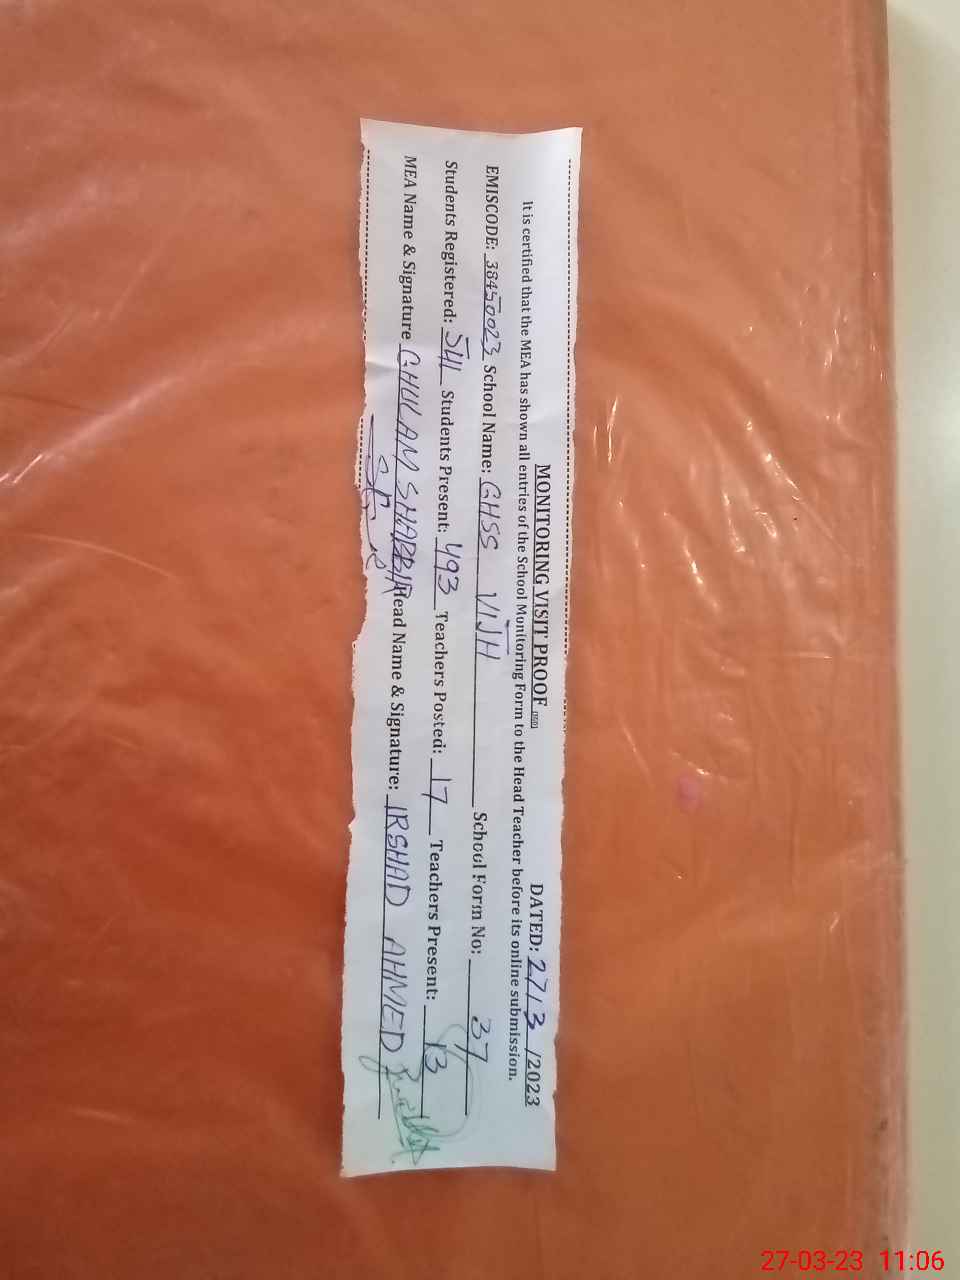 MONITORING VISIT PROOF DATED: 27/3/2023
It is certified that the MEA has shown all entries of the School Monitoring Form to the Head Teacher before its online submission.
EMISCODE: 38450023 School Name: GHSS VIJH School Form No: 37
Students Registered: 541 Students Present: 493 Teachers Posted: 17 Teachers Present: 13
MEA Name & Signature GHULAM SHABBIR Head Name & Signature: IRSHAD AHMED
27-03-23 11:06